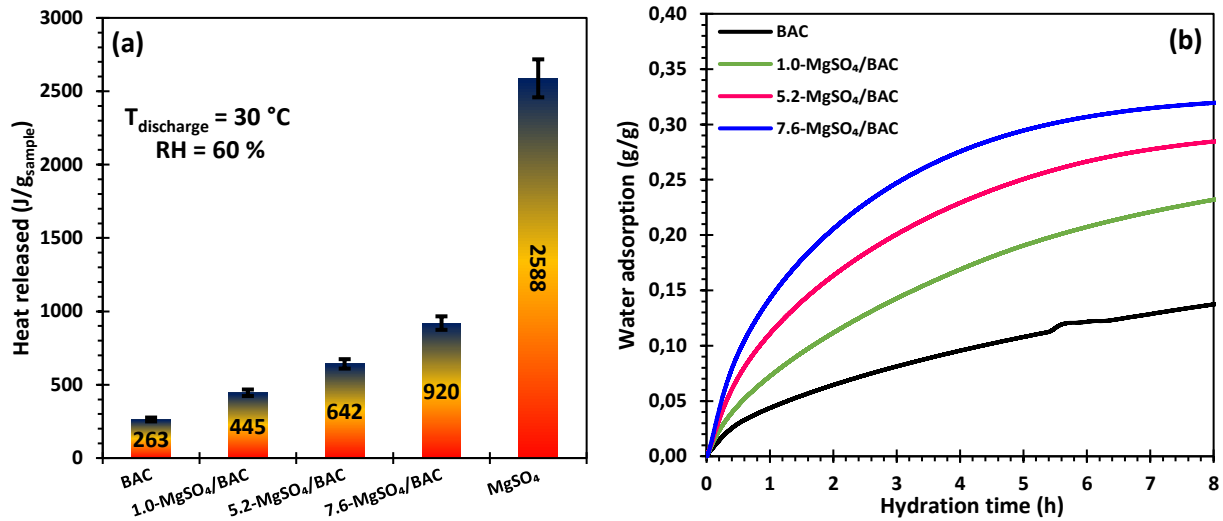 (a)
T discharge = 30 °C
RH = 60 %
Heat released (J/g sample)
3000
2500
2000
1500
1000
500
0
263
445
642
920
2588
BAC
1.0-MgSO₄/BAC
5.2-MgSO₄/BAC
7.6-MgSO₄/BAC
MgSO₄
(b)
BAC
1.0-MgSO₄/BAC
5.2-MgSO₄/BAC
7.6-MgSO₄/BAC
Water adsorption (g/g)
0,40
0,35
0,30
0,25
0,20
0,15
0,10
0,05
0,00
0 1 2 3 4 5 6 7 8
Hydration time (h)